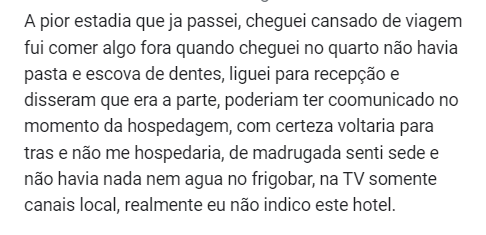 A pior estadia que ja passei, cheguei cansado de viagem
fui comer algo fora quando cheguei no quarto não havia
pasta e escova de dentes, liguei para recepção e
disseram que era a parte, poderiam ter coomunicado no
momento da hospedagem, com certeza voltaria para
tras e não me hospedaria, de madrugada senti sede e
não havia nada nem agua no frigobar, na TV somente
canais local, realmente eu não indico este hotel.